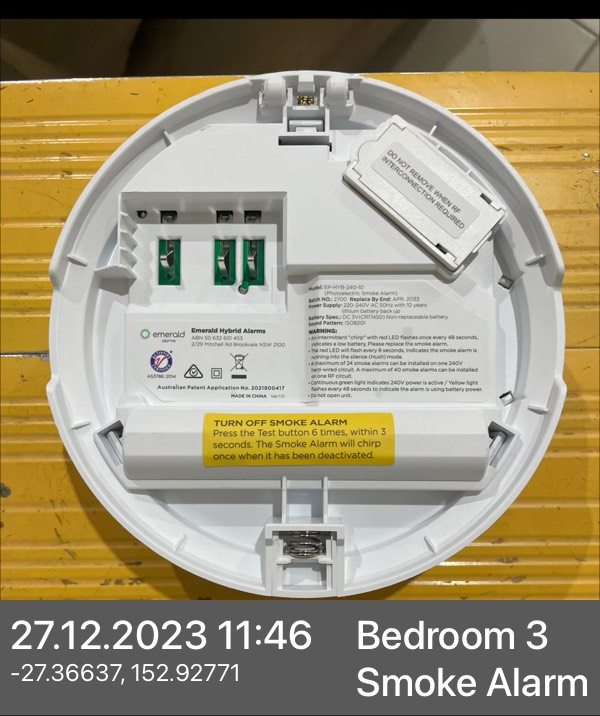 DO NOT REMOVE WHEN RF
INTERCONNECTION REQUIRED
Model: EP-HYB-240-10
(Photoelectric Smoke Alarm)
Batch NO.: 2700 Replace By End: APR. 2033
Power Supply: 220-240V AC 50Hz with 10 years
lithium battery back up
Battery Spec.: DC 3V(CR17450) Non-replaceable battery
Sound Pattern: ISO8201
WARNING:
• An intermittent "chirp" with red LED flashes once every 48 seconds,
indicates a low battery. Please replace the smoke alarm.
• The red LED will flash every 8 seconds, indicates the smoke alarm is
running into the silence (Hush) mode.
• A maximum of 24 smoke alarms can be installed on one 240V
hard-wired circuit. A maximum of 40 smoke alarms can be installed
on one RF circuit.
• Continuous green light indicates 240V power is active / Yellow light
flashes every 48 seconds to indicate the alarm is using battery power
• Do not open unit.
emerald
alarms
Emerald Hybrid Alarms
ABN 50 632 601 453
2/29 Mitchell Rd Brookvale NSW 2100
AS3786:2014
Australian Patent Application No. 2021900417
MADE IN CHINA Ver:1.0
TURN OFF SMOKE ALARM
Press the Test button 6 times, within 3
seconds. The Smoke Alarm will chirp
once when it has been deactivated.
27.12.2023 11:46
-27.36637, 152.92771
Bedroom 3
Smoke Alarm